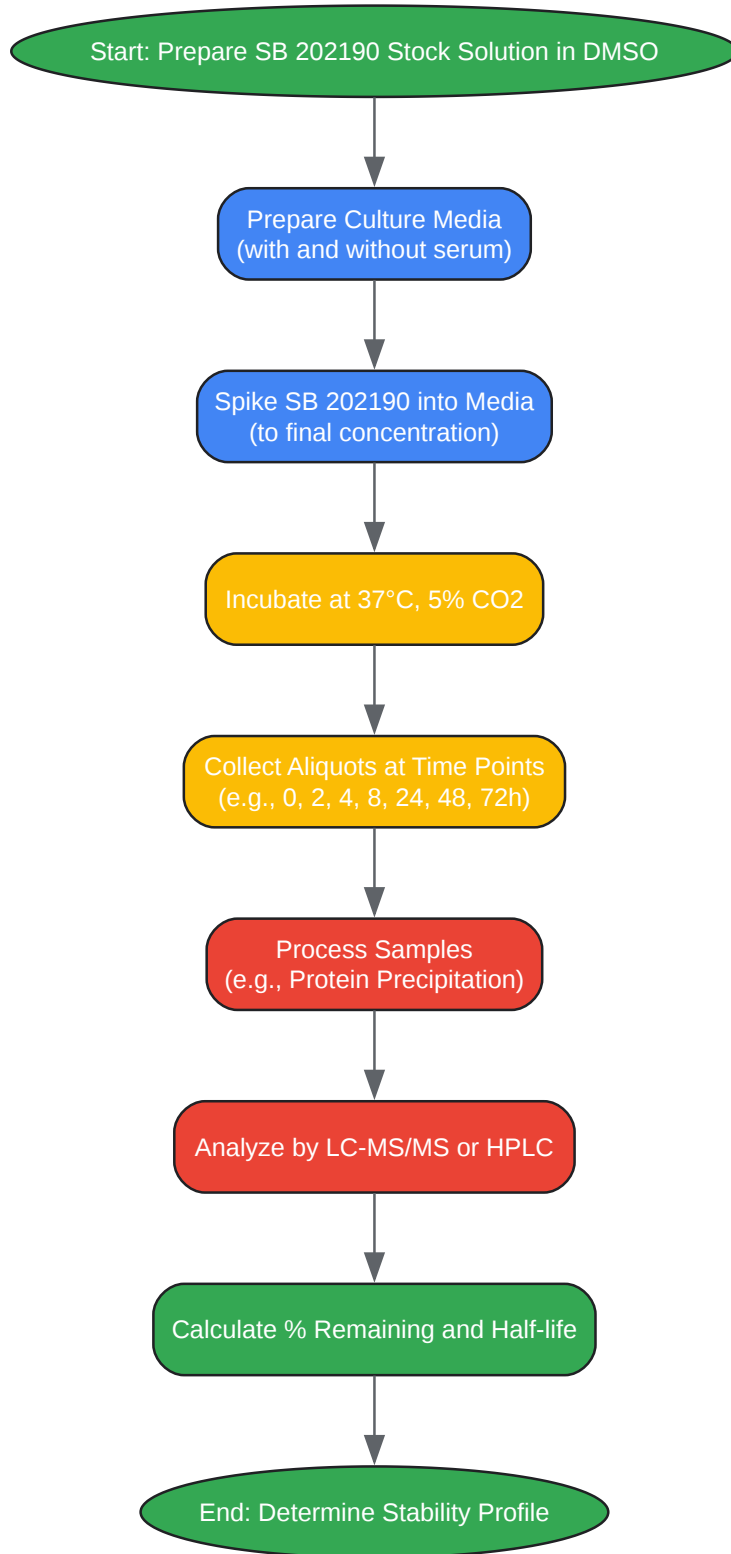 Start: Prepare SB 202190 Stock Solution in DMSO
Prepare Culture Media
(with and without serum)
Spike SB 202190 into Media
(to final concentration)
Incubate at 37°C, 5% CO2
Collect Aliquots at Time Points
(e.g., 0, 2, 4, 8, 24, 48, 72h)
Process Samples
(e.g., Protein Precipitation)
Analyze by LC-MS/MS or HPLC
Calculate % Remaining and Half-life
End: Determine Stability Profile